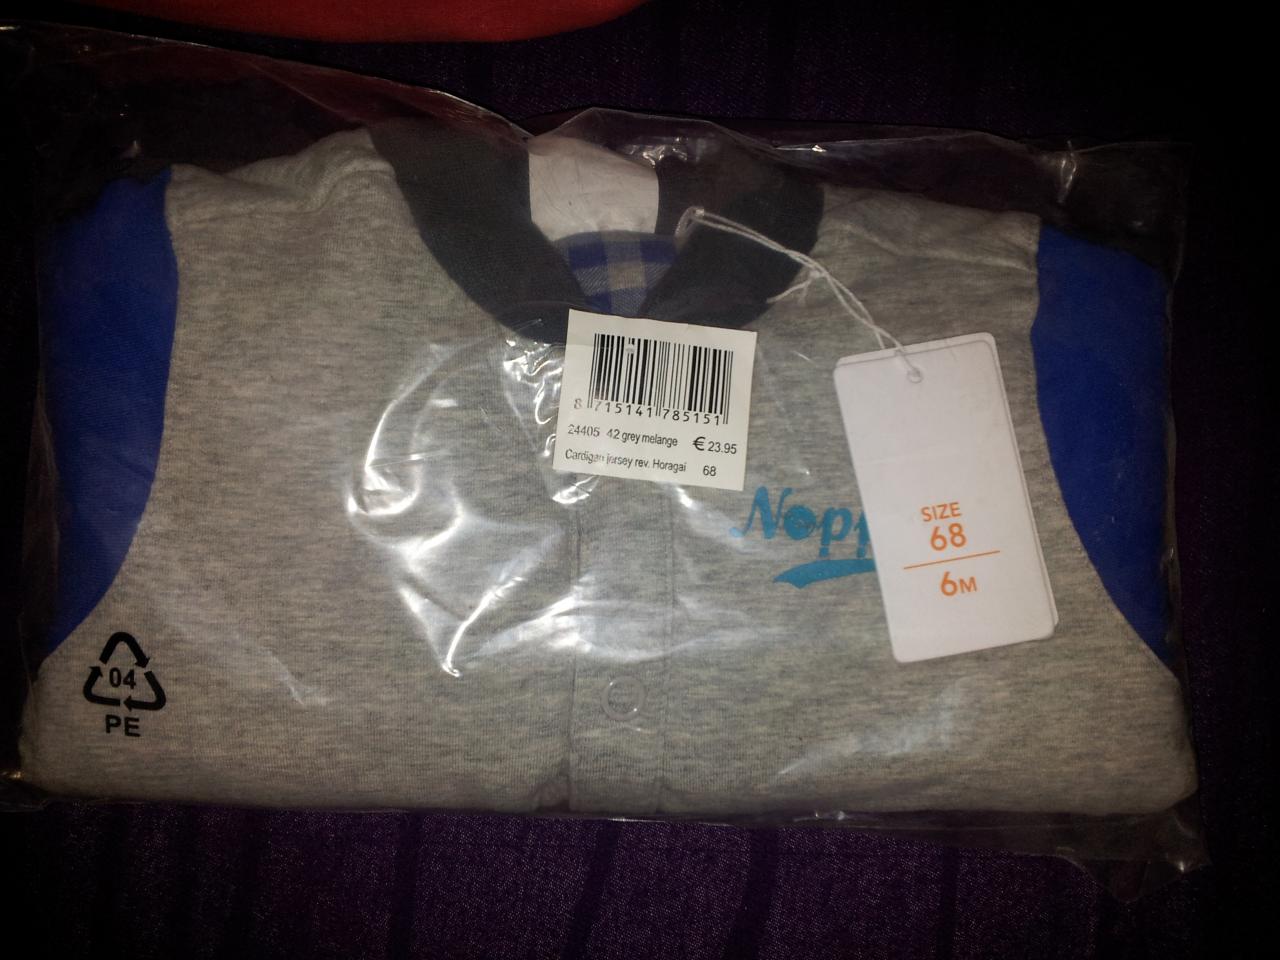 8 715141 785151
24405 42 grey melange € 23.95
Cardigan jersey rev. Horagai 68
Nopp
SIZE
68
6M
04
PE